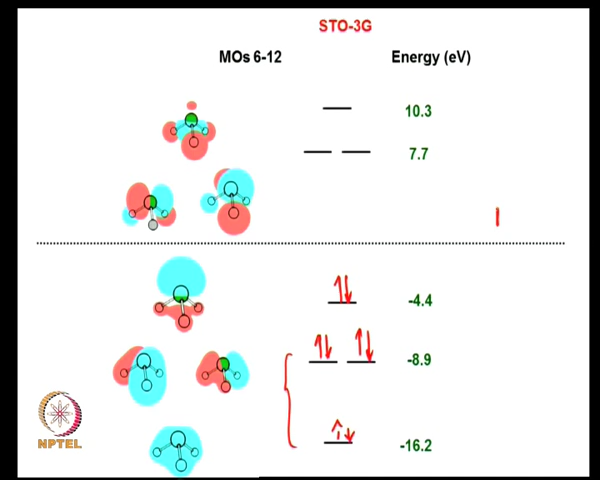 STO-3G
MOs 6-12 Energy (eV)
10.3
7.7
-4.4
-8.9
-16.2
NPTEL